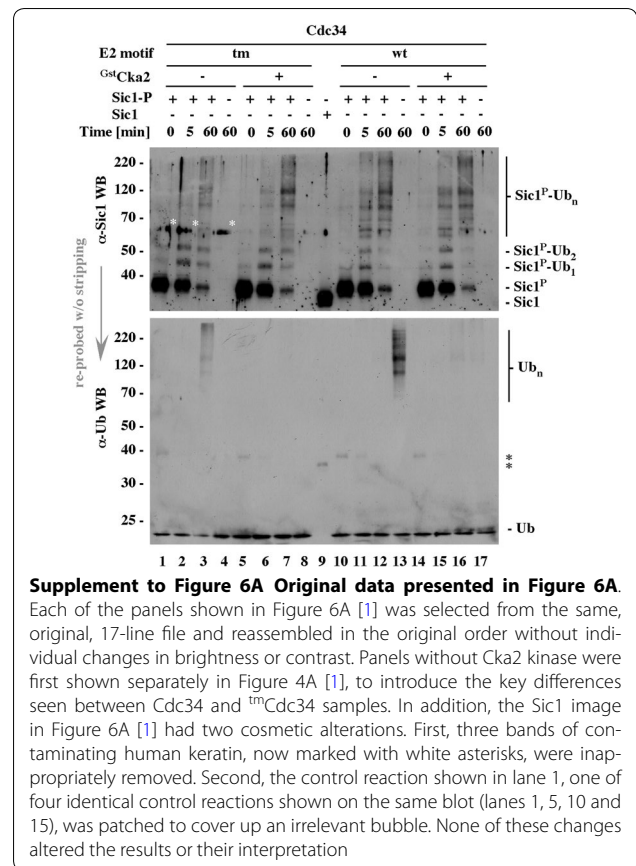 Cdc34
E2 motif tm wt
GstCka2 - + - +
Sic1-P + + + - + + + - - + + + - + + + -
Sic1 +
Time [min] 0 5 60 60 0 5 60 60 0 5 60 60 0 5 60 60
α-Sic1 WB
220 -
120 -
70 -
50 -
40 -
* * *
Sic1P-Ubn
- Sic1P-Ub2
- Sic1P-Ub1
- Sic1P
- Sic1
re-probed w/o stripping
α-Ub WB
220 -
120 -
70 -
50 -
40 -
30 -
25 -
Ubn
*
*
- Ub
1 2 3 4 5 6 7 8 9 10 11 12 13 14 15 16 17
Supplement to Figure 6A Original data presented in Figure 6A.
Each of the panels shown in Figure 6A [1] was selected from the same,
original, 17-line file and reassembled in the original order without indi-
vidual changes in brightness or contrast. Panels without Cka2 kinase were
first shown separately in Figure 4A [1], to introduce the key differences
seen between Cdc34 and tmCdc34 samples. In addition, the Sic1 image
in Figure 6A [1] had two cosmetic alterations. First, three bands of con-
taminating human keratin, now marked with white asterisks, were inap-
propriately removed. Second, the control reaction shown in lane 1, one of
four identical control reactions shown on the same blot (lanes 1, 5, 10 and
15), was patched to cover up an irrelevant bubble. None of these changes
altered the results or their interpretation